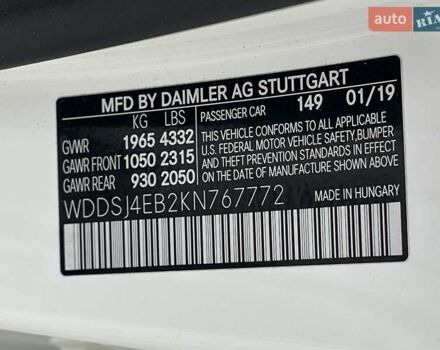 AUTO RIA
MFD BY DAIMLER AG STUTTGART
KG LBS
PASSENGER CAR 149 01/19
GVWR 1965 4332
GAWR FRONT 1050 2315
GAWR REAR 930 2050
THIS VEHICLE CONFORMS TO ALL APPLICABLE
U.S. FEDERAL MOTOR VEHICLE SAFETY, BUMPER
AND THEFT PREVENTION STANDARDS IN EFFECT
ON THE DATE OF MANUFACTURE SHOWN ABOVE.
WDDSJ4EB2KN767772
MADE IN HUNGARY